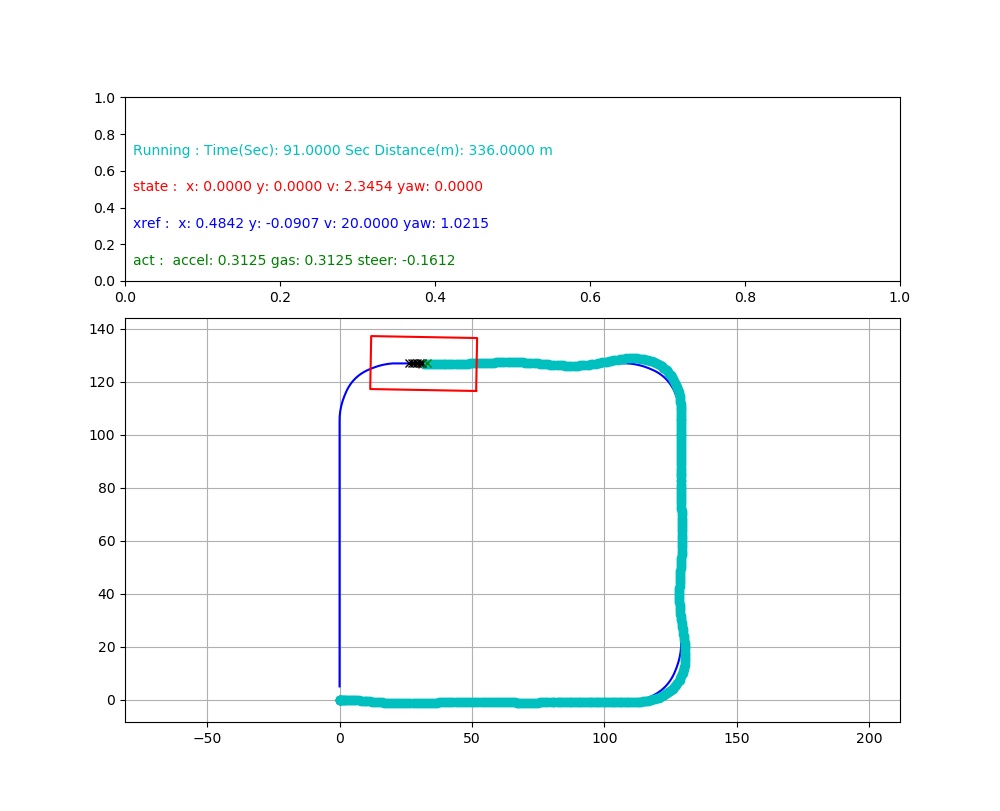 1.0
0.8
0.6
0.4
0.2
0.0
Running : Time(Sec): 91.0000 Sec Distance(m): 336.0000 m
state :  x: 0.0000 y: 0.0000 v: 2.3454 yaw: 0.0000
xref :  x: 0.4842 y: -0.0907 v: 20.0000 yaw: 1.0215
act :  accel: 0.3125 gas: 0.3125 steer: -0.1612
0.0 0.2 0.4 0.6 0.8 1.0
140
120
100
80
60
40
20
0
−50 0 50 100 150 200